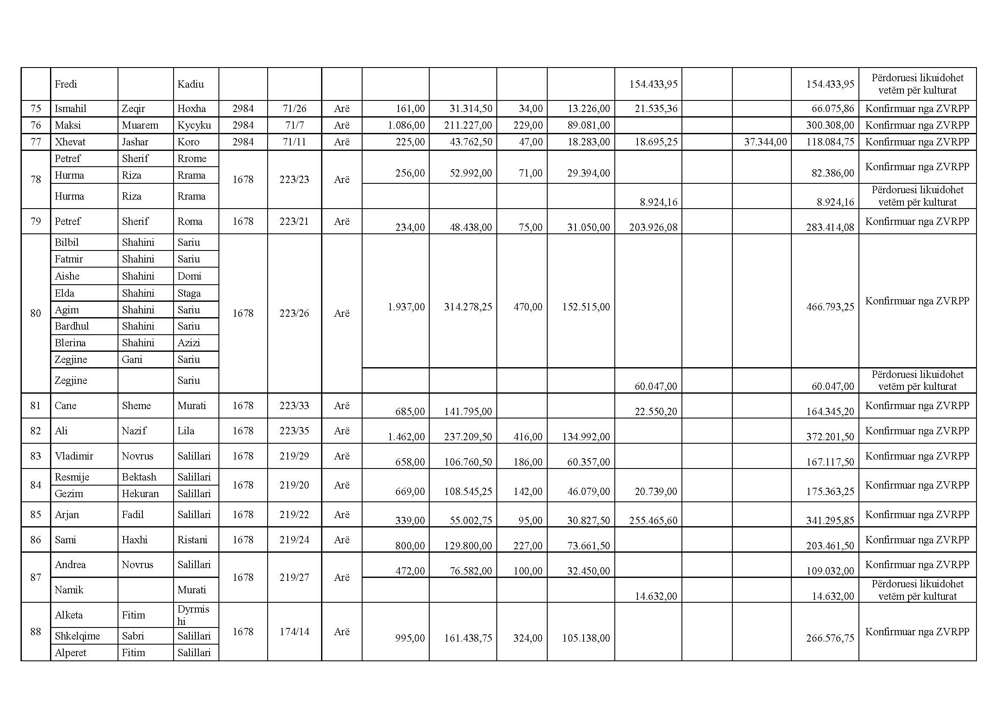 Fredi Kadiu 154.433,95 154.433,95 Përdoruesi likuidohet
vetëm për kulturat
75 Ismahil Zeqir Hoxha 2984 71/26 Arë 161,00 31.314,50 34,00 13.226,00 21.535,36 66.075,86 Konfirmuar nga ZVRPP
76 Maksi Muarem Kycyku 2984 71/7 Arë 1.086,00 211.227,00 229,00 89.081,00 300.308,00 Konfirmuar nga ZVRPP
77 Xhevat Jashar Koro 2984 71/11 Arë 225,00 43.762,50 47,00 18.283,00 18.695,25 37.344,00 118.084,75 Konfirmuar nga ZVRPP
78 Petref Sherif Rrome 1678 223/23 Arë 256,00 52.992,00 71,00 29.394,00 82.386,00 Konfirmuar nga ZVRPP
Hurma Riza Rrama
Hurma Riza Rrama 8.924,16 8.924,16 Përdoruesi likuidohet
vetëm për kulturat
79 Petref Sherif Roma 1678 223/21 Arë 234,00 48.438,00 75,00 31.050,00 203.926,08 283.414,08 Konfirmuar nga ZVRPP
80 Bilbil Shahini Sariu 1678 223/26 Arë 1.937,00 314.278,25 470,00 152.515,00 466.793,25 Konfirmuar nga ZVRPP
Fatmir Shahini Sariu
Aishe Shahini Domi
Elda Shahini Staga
Agim Shahini Sariu
Bardhul Shahini Sariu
Blerina Shahini Azizi
Zegjine Gani Sariu
Zegjine Sariu 60.047,00 60.047,00 Përdoruesi likuidohet
vetëm për kulturat
81 Cane Sheme Murati 1678 223/33 Arë 685,00 141.795,00 22.550,20 164.345,20 Konfirmuar nga ZVRPP
82 Ali Nazif Lila 1678 223/35 Arë 1.462,00 237.209,50 416,00 134.992,00 372.201,50 Konfirmuar nga ZVRPP
83 Vladimir Novrus Salillari 1678 219/29 Arë 658,00 106.760,50 186,00 60.357,00 167.117,50 Konfirmuar nga ZVRPP
84 Resmije Bektash Salillari 1678 219/20 Arë 669,00 108.545,25 142,00 46.079,00 20.739,00 175.363,25 Konfirmuar nga ZVRPP
Gezim Hekuran Salillari
85 Arjan Fadil Salillari 1678 219/22 Arë 339,00 55.002,75 95,00 30.827,50 255.465,60 341.295,85 Konfirmuar nga ZVRPP
86 Sami Haxhi Ristani 1678 219/24 Arë 800,00 129.800,00 227,00 73.661,50 203.461,50 Konfirmuar nga ZVRPP
87 Andrea Novrus Salillari 1678 219/27 Arë 472,00 76.582,00 100,00 32.450,00 109.032,00 Konfirmuar nga ZVRPP
Namik Murati 14.632,00 14.632,00 Përdoruesi likuidohet
vetëm për kulturat
88 Alketa Fitim Dyrmis
hi 1678 174/14 Arë 995,00 161.438,75 324,00 105.138,00 266.576,75 Konfirmuar nga ZVRPP
Shkelqime Sabri Salillari
Alperet Fitim Salillari